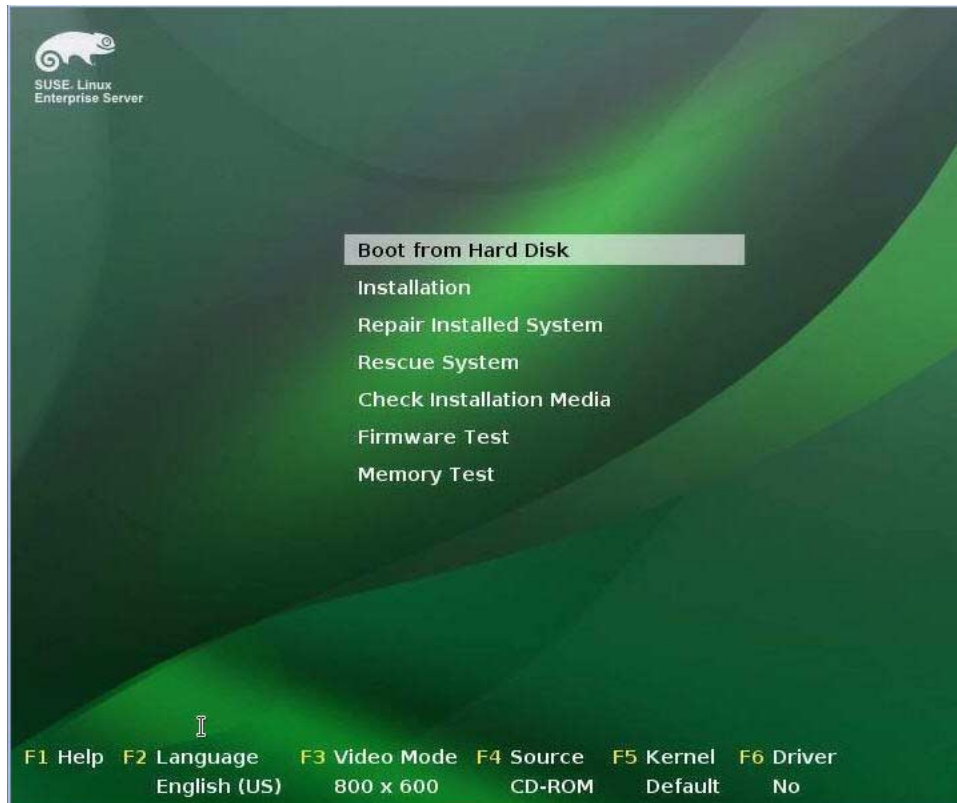 SUSE. Linux
Enterprise Server
Boot from Hard Disk
Installation
Repair Installed System
Rescue System
Check Installation Media
Firmware Test
Memory Test
F1 Help F2 Language F3 Video Mode F4 Source F5 Kernel F6 Driver
English (US) 800 x 600 CD-ROM Default No